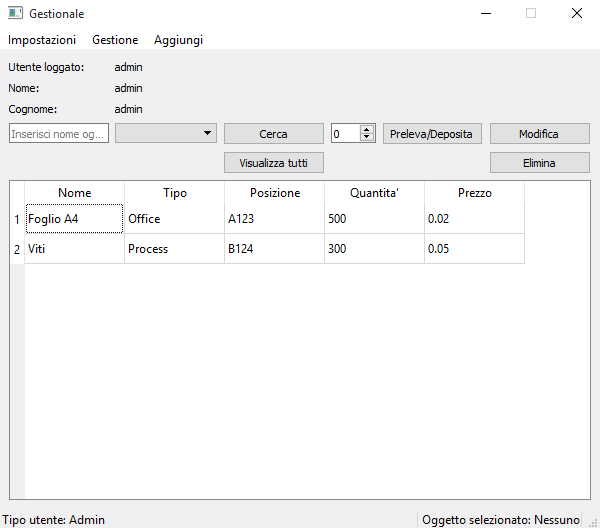 Gestionale
Impostazioni Gestione Aggiungi
Utente loggato: admin
Nome: admin
Cognome: admin
Inserisci nome og... Cerca 0 Preleva/Deposita Modifica
Visualizza tutti Elimina
Nome Tipo Posizione Quantita' Prezzo
1 Foglio A4 Office A123 500 0.02
2 Viti Process B124 300 0.05
Tipo utente: Admin Oggetto selezionato: Nessuno